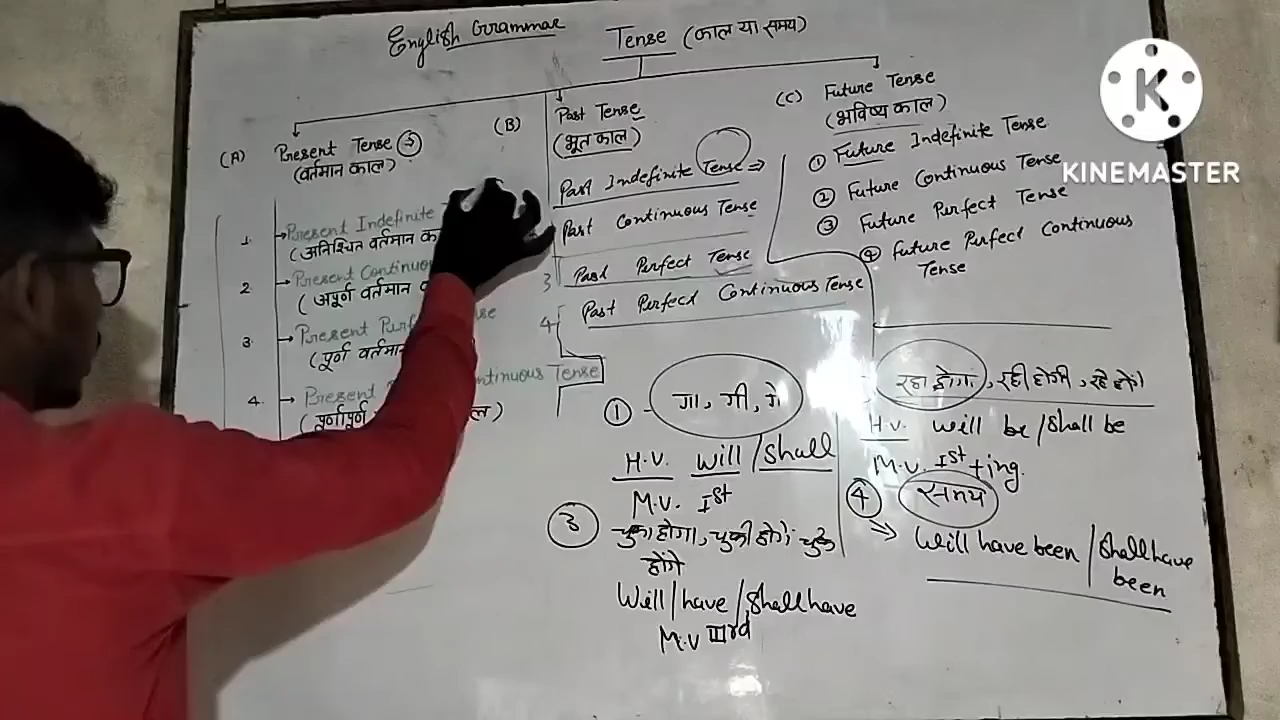 English Grammar
Tense (काल या समय)
(A) Present Tense
(वर्तमान काल)
1. Present Indefinite
(अनिश्चित वर्तमान
2. Present
(अपूर्ण वर्तमान
3. Present
(पूर्ण वर्तमान
4. Present
Continuous Tense
(B) Past Tense
(भूत काल)
Past Indefinite Tense ⇒
Past Continuous Tense
3 Past Perfect Tense
4 Past Perfect Continuous Tense
(C) Future Tense
(भविष्य काल)
① Future Indefinite Tense
② Future Continuous Tense
③ Future Perfect Tense
④ Future Perfect Continuous
Tense
① गा, गी, गे
H.V. will/shall
M.V. Ist
रहा होगा, रही होगी, रहे होंगे
H.V. will be/shall be
M.V. Ist +ing.
③ चुका होगा, चुकी होगी, चुके
होंगे
Will/have/shall have
M.V IIIrd
④ समय
⇒ Will have been/shall have
been
KINEMASTER